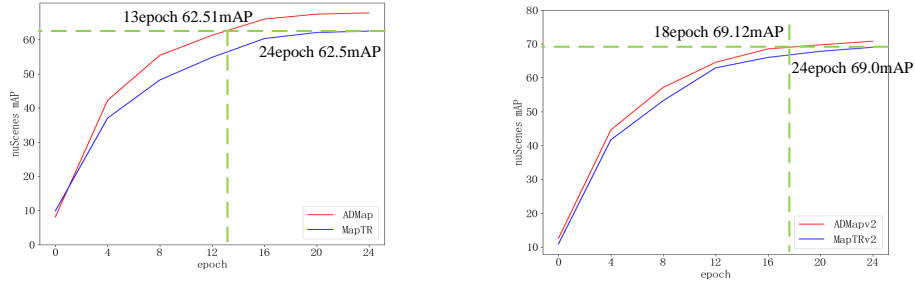 13epoch 62.51mAP
24epoch 62.5mAP
nuScenes mAP
60
50
40
30
20
10
0
ADMap
MapTR
0 4 8 12 16 20 24
epoch
80
18epoch 69.12mAP
24epoch 69.0mAP
nuScenes mAP
70
60
50
40
30
20
10
ADMapv2
MapTRv2
0 4 8 12 16 20 24
epoch